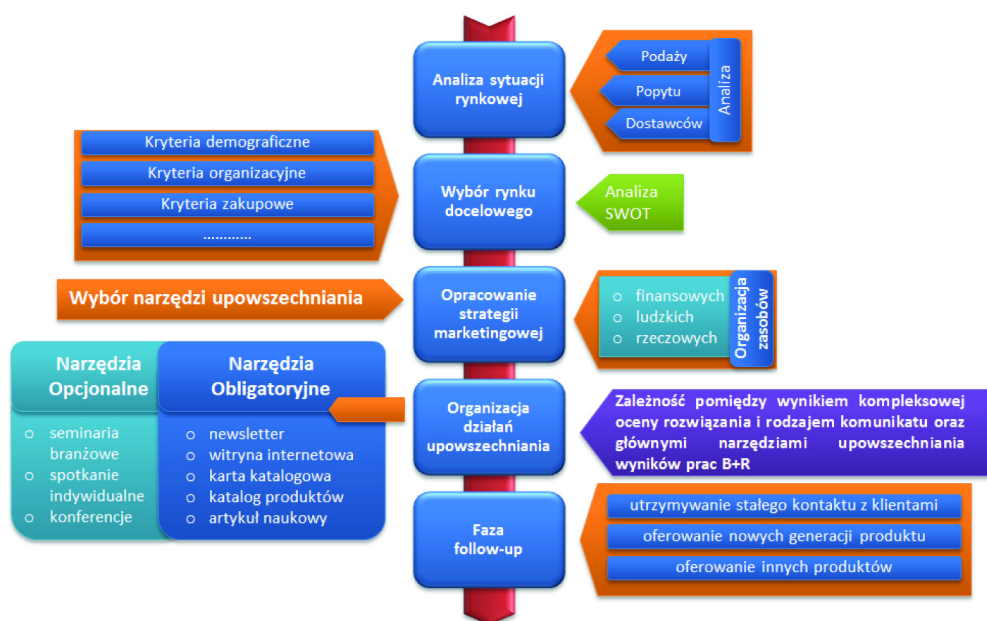 Analiza sytuacji
rynkowej
Podaży
Popytu
Dostawców
Analiza
Kryteria demograficzne
Kryteria organizacyjne
Kryteria zakupowe
............
Wybór rynku
docelowego
Analiza
SWOT
Wybór narzędzi upowszechniania
Opracowanie
strategii
marketingowej
o finansowych
o ludzkich
o rzeczowych
Organizacja
zasobów
Narzędzia
Opcjonalne
o seminaria
branżowe
o spotkanie
indywidualne
o konferencje
Narzędzia
Obligatoryjne
o newsletter
o witryna internetowa
o karta katalogowa
o katalog produktów
o artykuł naukowy
Organizacja
działań
upowszechniania
Zależność pomiędzy wynikiem kompleksowej
oceny rozwiązania i rodzajem komunikatu oraz
głównymi narzędziami upowszechniania
wyników prac B+R
Faza
follow-up
utrzymywanie stałego kontaktu z klientami
oferowanie nowych generacji produktu
oferowanie innych produktów